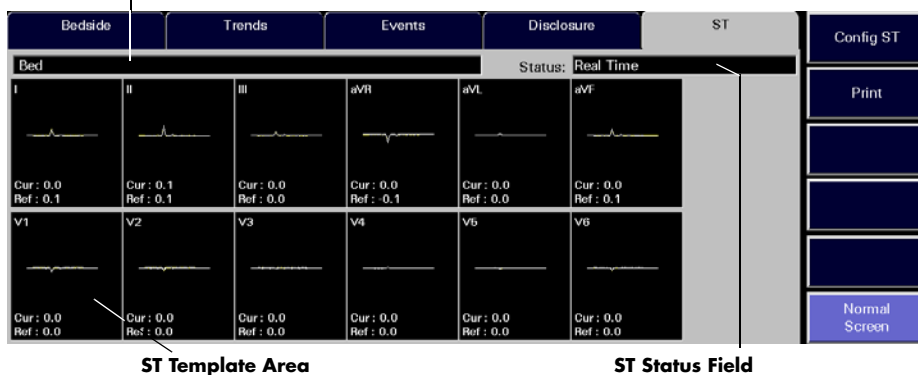 Bedside Trends Events Disclosure ST
Config ST
Bed Status: Real Time
Print
I II III aVR aVL aVF
Cur: 0.0 Cur: 0.1 Cur: 0.0 Cur: 0.0 Cur: 0.0 Cur: 0.0
Ref: 0.1 Ref: 0.1 Ref: 0.0 Ref: -0.1 Ref: 0.0 Ref: 0.1
V1 V2 V3 V4 V5 V6
Cur: 0.0 Cur: 0.0 Cur: 0.0 Cur: 0.0 Cur: 0.0 Cur: 0.0
Ref: 0.0 Ref: 0.0 Ref: 0.0 Ref: 0.0 Ref: 0.0 Ref: 0.0
Normal
Screen
ST Template Area ST Status Field